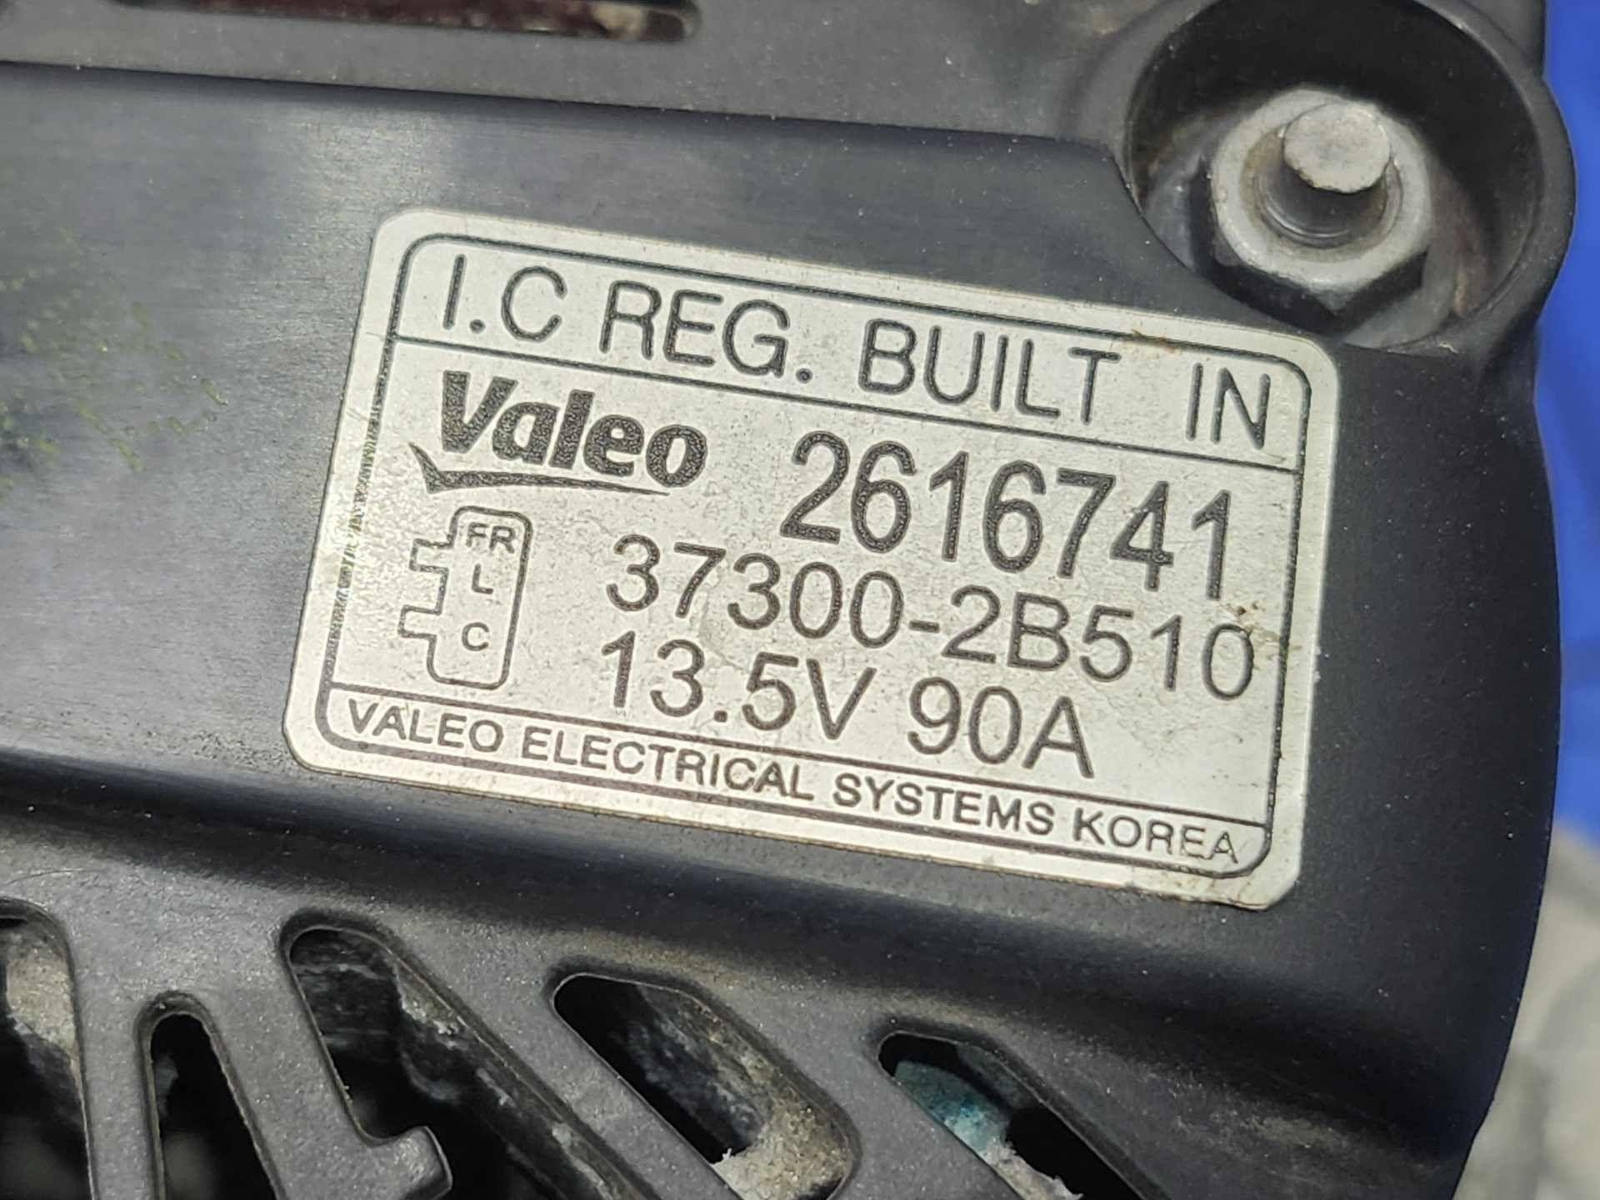 I.C REG. BUILT IN
Valeo 2616741
FR
L
C
37300-2B510
13.5V 90A
VALEO ELECTRICAL SYSTEMS KOREA